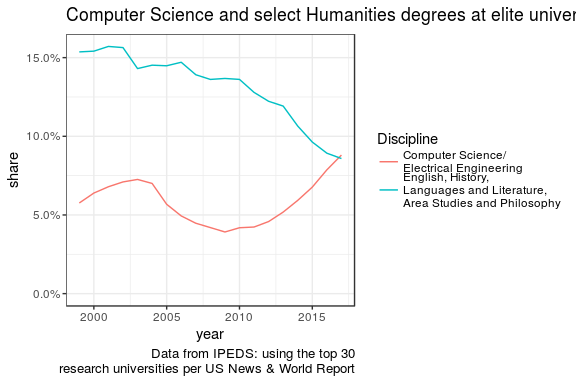 Computer Science and select Humanities degrees at elite univer
15.0%
10.0%
5.0%
0.0%
share
2000 2005 2010 2015
year
Discipline
Computer Science/
Electrical Engineering
English, History,
Languages and Literature,
Area Studies and Philosophy
Data from IPEDS: using the top 30
research universities per US News & World Report